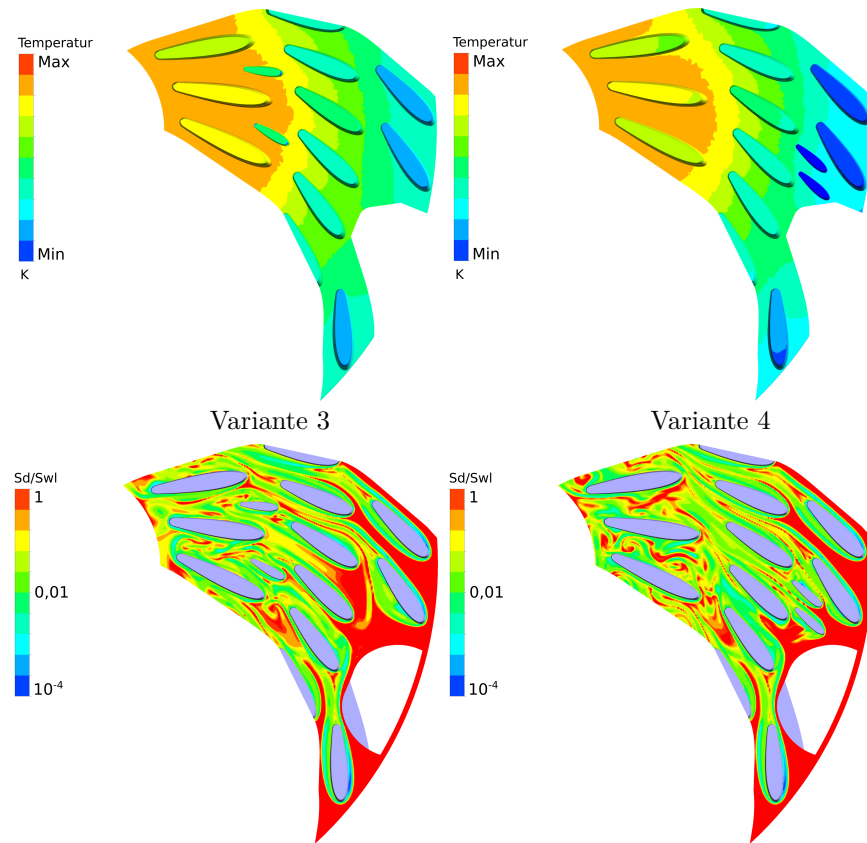 Temperatur
Max
Min
K
Temperatur
Max
Min
K
Variante 3
Variante 4
Sd/Swl
1
0,01
10-4
Sd/Swl
1
0,01
10-4